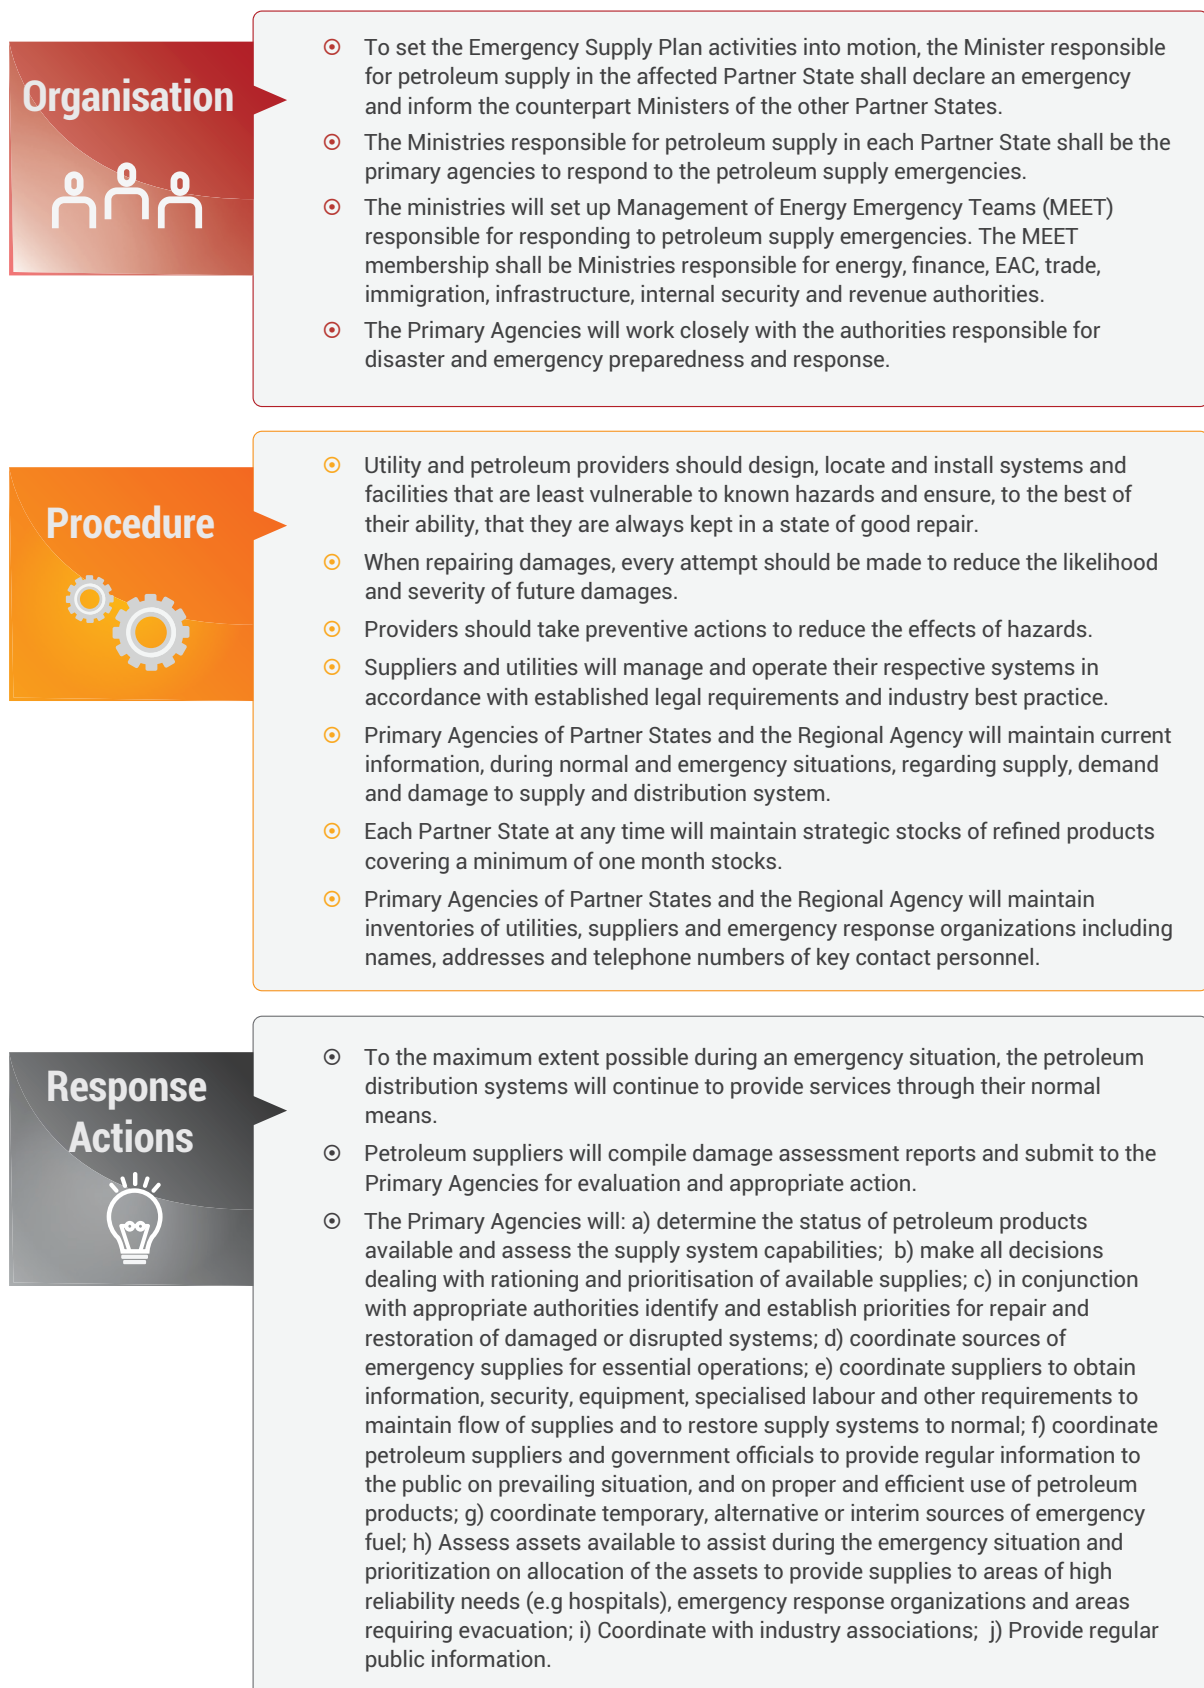 Organisation
To set the Emergency Supply Plan activities into motion, the Minister responsible
for petroleum supply in the affected Partner State shall declare an emergency
and inform the counterpart Ministers of the other Partner States.
The Ministries responsible for petroleum supply in each Partner State shall be the
primary agencies to respond to the petroleum supply emergencies.
The ministries will set up Management of Energy Emergency Teams (MEET)
responsible for responding to petroleum supply emergencies. The MEET
membership shall be Ministries responsible for energy, finance, EAC, trade,
immigration, infrastructure, internal security and revenue authorities.
The Primary Agencies will work closely with the authorities responsible for
disaster and emergency preparedness and response.
Procedure
Utility and petroleum providers should design, locate and install systems and
facilities that are least vulnerable to known hazards and ensure, to the best of
their ability, that they are always kept in a state of good repair.
When repairing damages, every attempt should be made to reduce the likelihood
and severity of future damages.
Providers should take preventive actions to reduce the effects of hazards.
Suppliers and utilities will manage and operate their respective systems in
accordance with established legal requirements and industry best practice.
Primary Agencies of Partner States and the Regional Agency will maintain current
information, during normal and emergency situations, regarding supply, demand
and damage to supply and distribution system.
Each Partner State at any time will maintain strategic stocks of refined products
covering a minimum of one month stocks.
Primary Agencies of Partner States and the Regional Agency will maintain
inventories of utilities, suppliers and emergency response organizations including
names, addresses and telephone numbers of key contact personnel.
Response
Actions
To the maximum extent possible during an emergency situation, the petroleum
distribution systems will continue to provide services through their normal
means.
Petroleum suppliers will compile damage assessment reports and submit to the
Primary Agencies for evaluation and appropriate action.
The Primary Agencies will: a) determine the status of petroleum products
available and assess the supply system capabilities; b) make all decisions
dealing with rationing and prioritisation of available supplies; c) in conjunction
with appropriate authorities identify and establish priorities for repair and
restoration of damaged or disrupted systems; d) coordinate sources of
emergency supplies for essential operations; e) coordinate suppliers to obtain
information, security, equipment, specialised labour and other requirements to
maintain flow of supplies and to restore supply systems to normal; f) coordinate
petroleum suppliers and government officials to provide regular information to
the public on prevailing situation, and on proper and efficient use of petroleum
products; g) coordinate temporary, alternative or interim sources of emergency
fuel; h) Assess assets available to assist during the emergency situation and
prioritization on allocation of the assets to provide supplies to areas of high
reliability needs (e.g hospitals), emergency response organizations and areas
requiring evacuation; i) Coordinate with industry associations; j) Provide regular
public information.